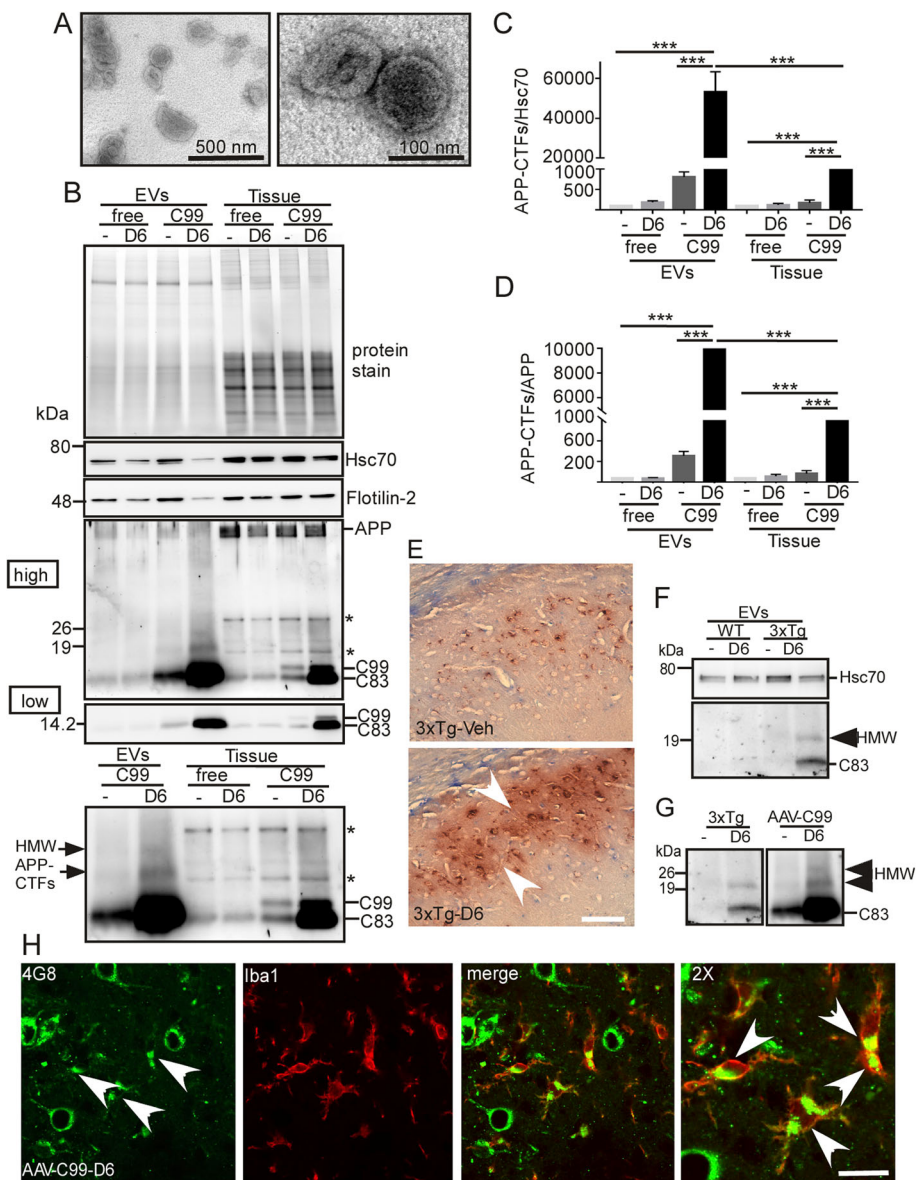 A
500 nm
100 nm
B
EVs Tissue
free C99 free C99
- D6 - D6 - D6 - D6
protein
stain
kDa
80
Hsc70
Flotilin-2
48
APP
high
*
26
19
*
C99
C83
low
14.2
C99
C83
EVs Tissue
C99 free C99
- D6 - D6 - D6
*
HMW
APP-
CTFs
*
C99
C83
C
APP-CTFs/Hsc70
60000
40000
20000
1000
500
*** *** *** *** ***
- D6 - D6 - D6 - D6
free C99 free C99
EVs Tissue
D
APP-CTFs/APP
10000
8000
6000
4000
2000
1000
600
200
*** *** *** *** ***
- D6 - D6 - D6 - D6
free C99 free C99
EVs Tissue
E
3xTg-Veh
3xTg-D6
F
EVs
WT 3xTg
kDa - D6 - D6
80
Hsc70
19
HMW
C83
G
3xTg AAV-C99
kDa - D6 - D6
26
19
HMW
C83
H
4G8 Iba1 merge 2X
AAV-C99-D6